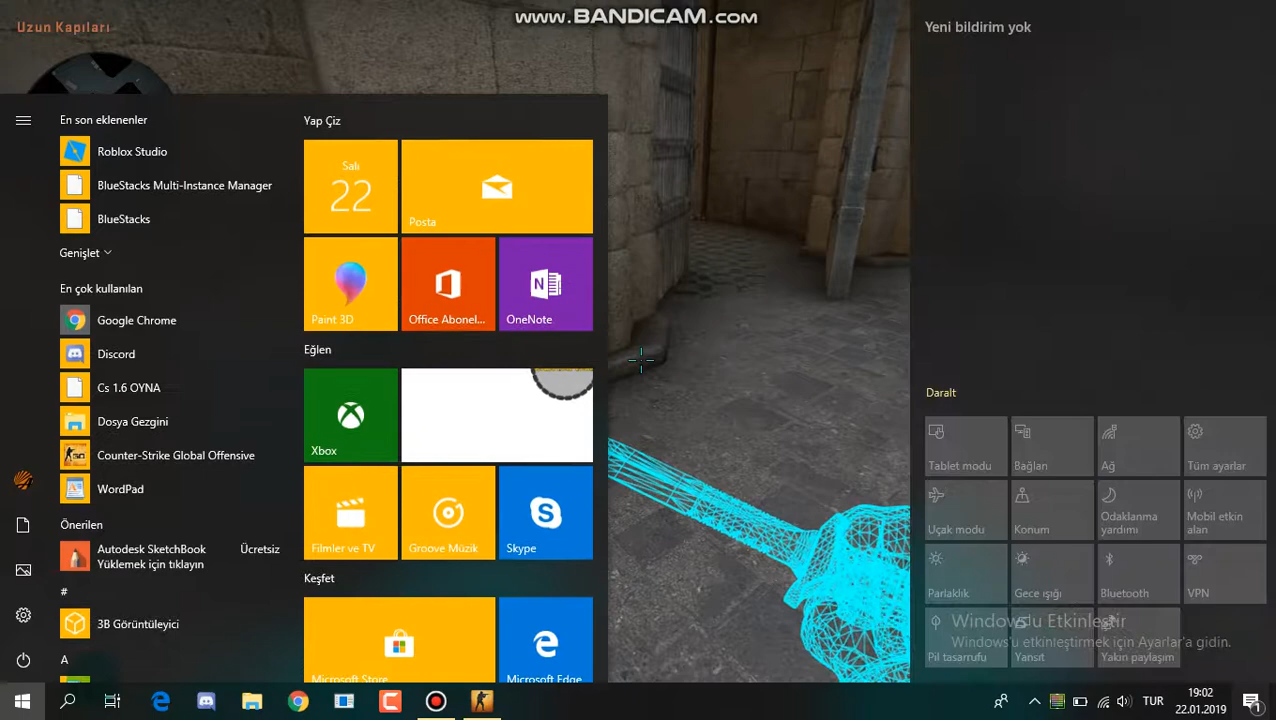 Uzun Kapıları
www.BANDICAM.com
Yeni bildirim yok
En son eklenenler
Roblox Studio
BlueStacks Multi-Instance Manager
BlueStacks
Genişlet
En çok kullanılan
Google Chrome
Discord
Cs 1.6 OYNA
Dosya Gezgini
Counter-Strike Global Offensive
WordPad
Önerilen
Autodesk SketchBook Ücretsiz
Yüklemek için tıklayın
#
3B Görüntüleyici
A
Yap Çiz
Salı
22
Posta
Paint 3D
Office Abonel...
OneNote
Eğlen
Xbox
Filmler ve TV
Groove Müzik
Skype
Keşfet
Microsoft Store
Microsoft Edge
Daralt
Tablet modu
Bağlan
Ağ
Tüm ayarlar
Uçak modu
Konum
Odaklanma yardımı
Mobil etkin alan
Parlaklık
Gece ışığı
Bluetooth
VPN
Windows'u Etkinleştir
Windows'u etkinleştirmek için Ayarlar'a gidin.
Pil tasarrufu
Yansıt
Yakın paylaşım
TUR
19:02
22.01.2019
1